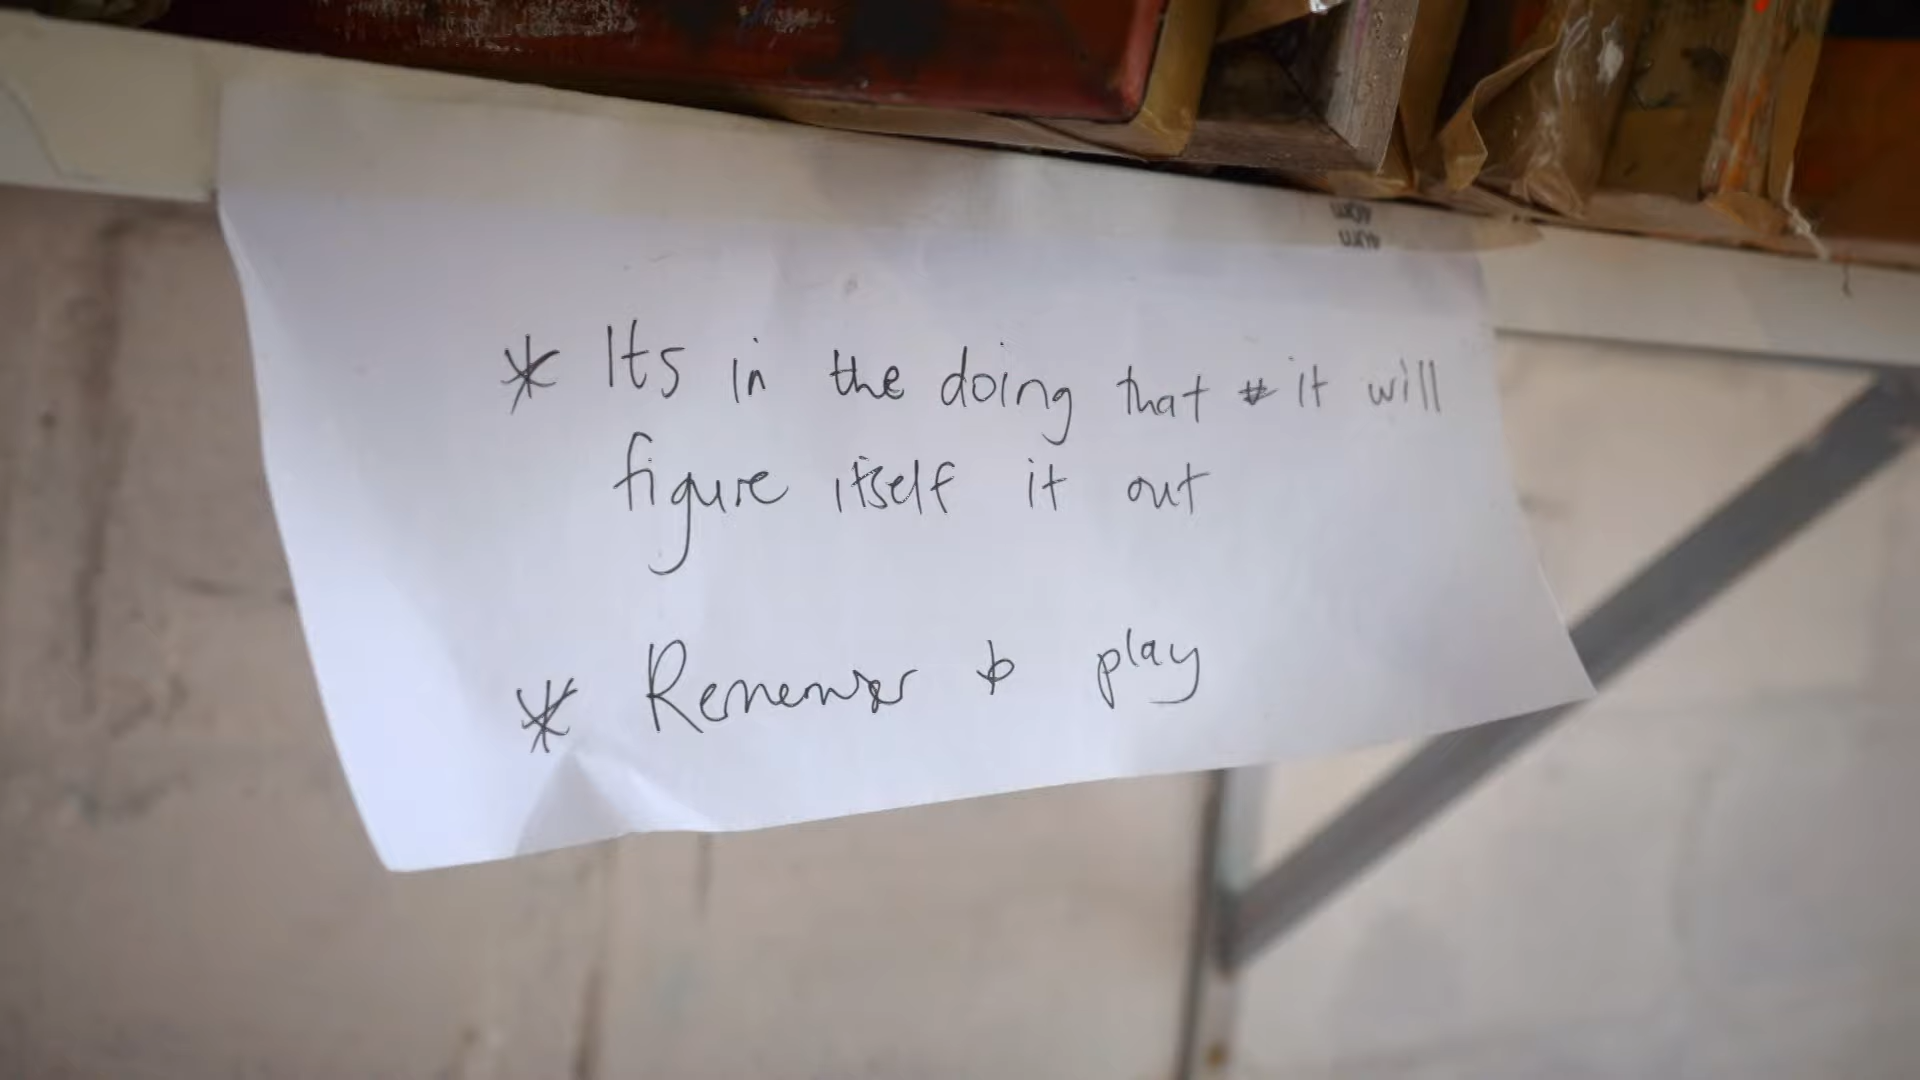 * Its in the doing that it will
figure itself it out
* Remember to play